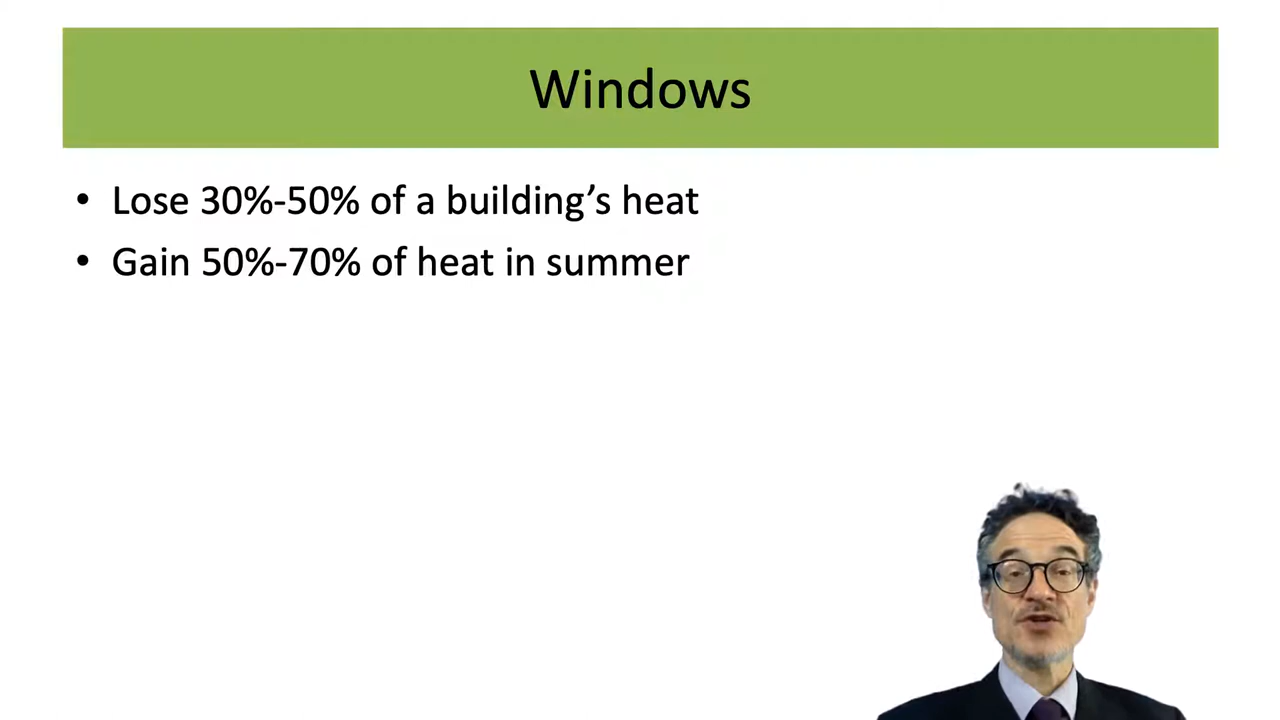 Windows
• Lose 30%-50% of a building’s heat
• Gain 50%-70% of heat in summer